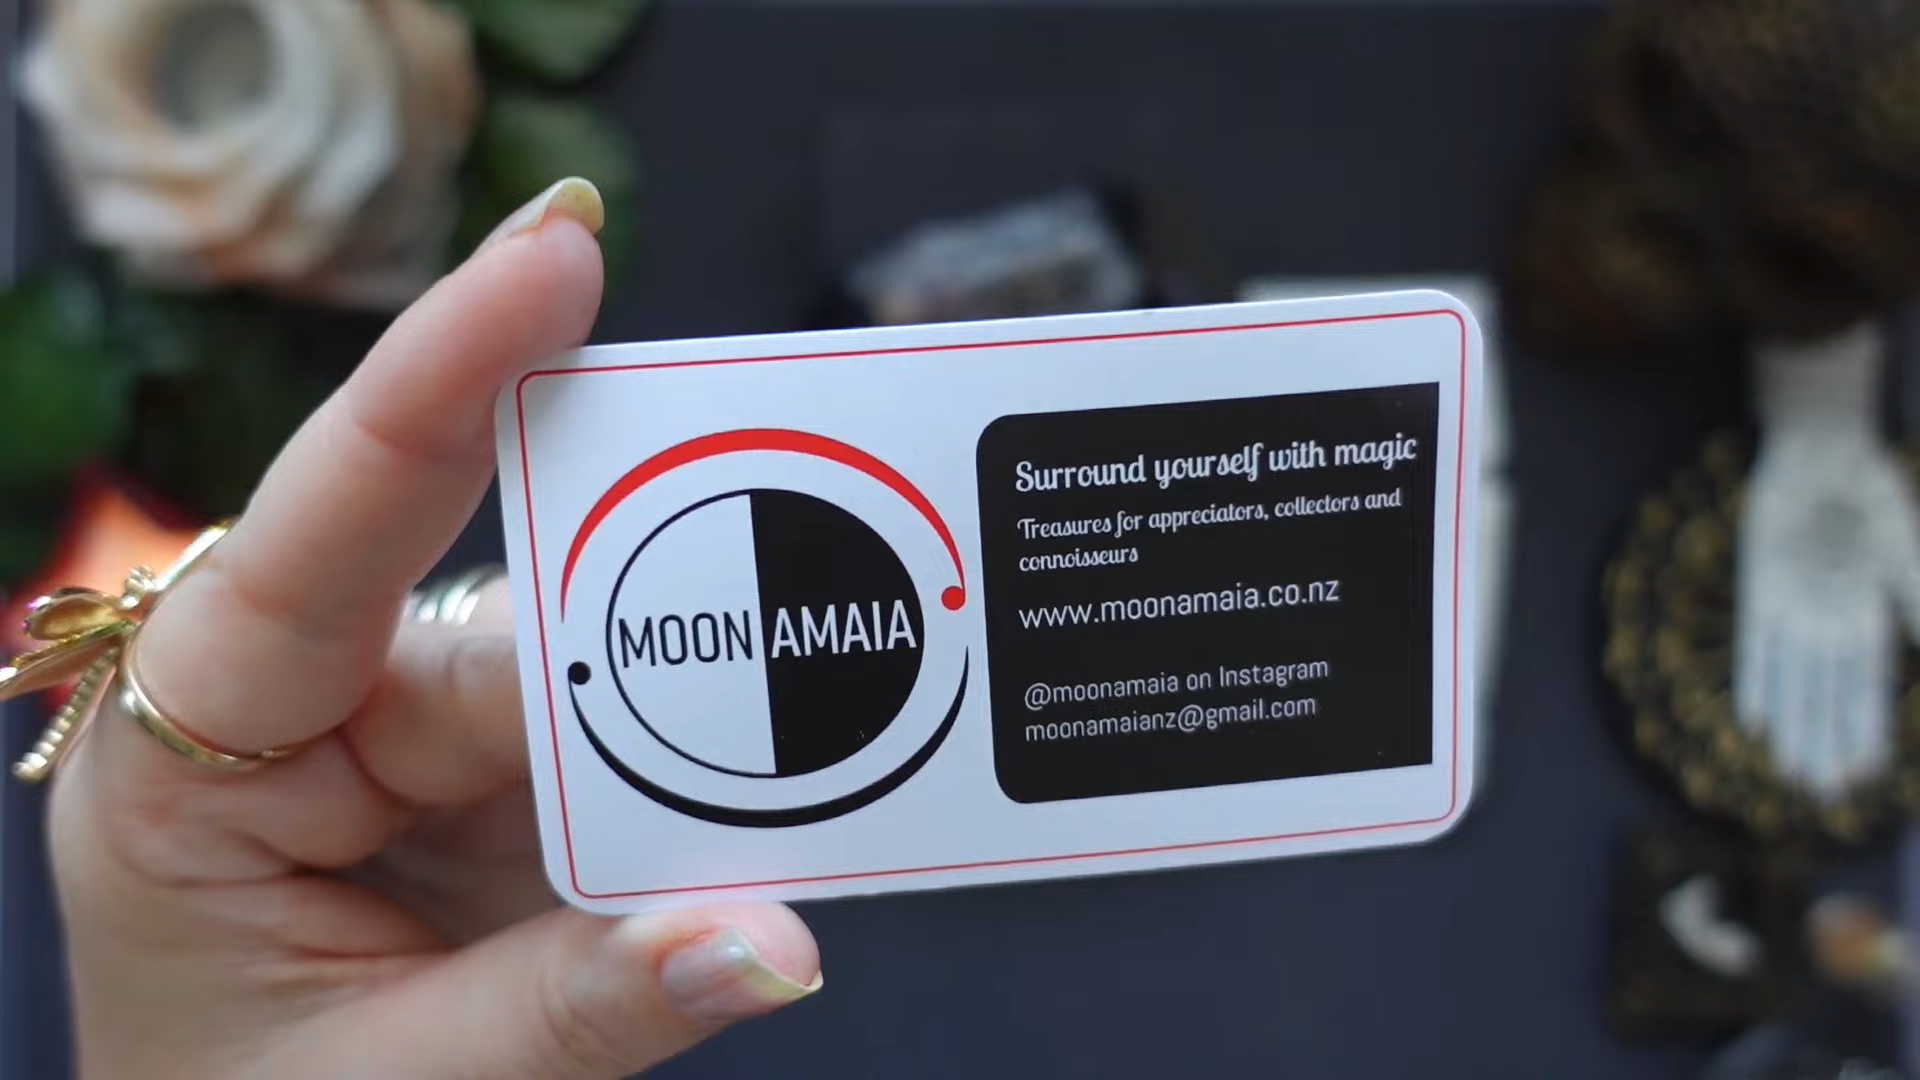 MOON AMAIA
Surround yourself with magic
Treasures for appreciators, collectors and
connoisseurs
www.moonamaia.co.nz
@moonamaia on Instagram
moonamaianz@gmail.com